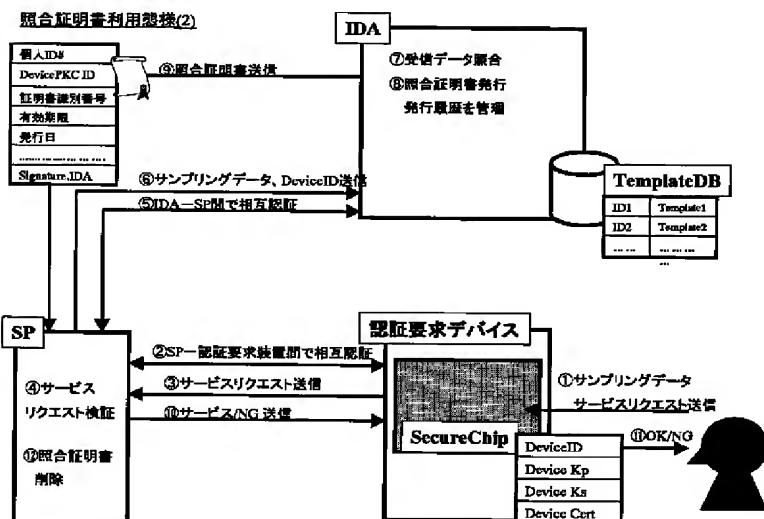 照合証明書利用態様(2)
個人ID#
DevicePKC ID
証明書識別番号
有効期限
発行日
.... .... .... .... ....
Signature,IDA
⑨照合証明書送信
IDA
⑦受信データ照合
⑧照合証明書発行
発行履歴を管理
⑥サンプリングデータ、DeviceID送信
⑤IDA－SP間で相互認証
TemplateDB
ID1 Template1
ID2 Template2
... ... ... ... ...
...
SP
④サービス
リクエスト検証
⑫照合証明書
削除
②SP－認証要求装置間で相互認証
③サービスリクエスト送信
⑩サービス/NG 送信
認証要求デバイス
SecureChip
DeviceID
Device Kp
Device Ks
Device Cert
①サンプリングデータ
サービスリクエスト送信
⑪OK/NG